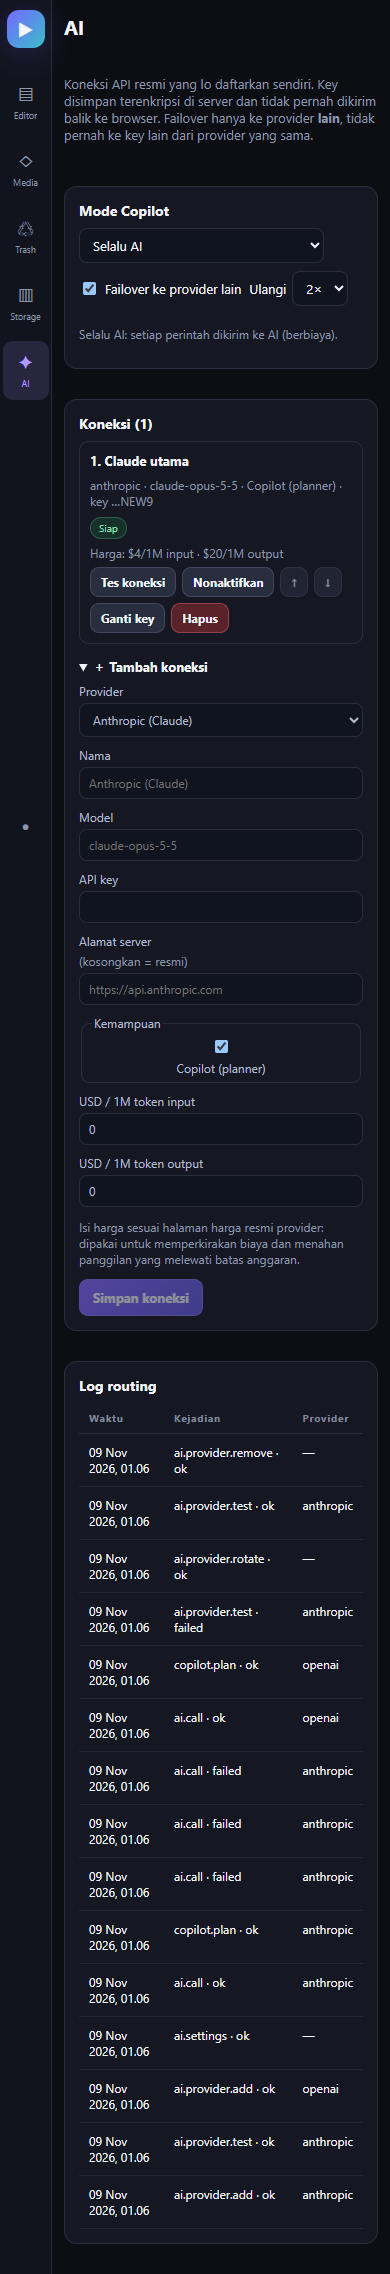 AI
Editor
Media
Trash
Storage
AI
Koneksi API resmi yang lo daftarkan sendiri. Key
disimpan terenkripsi di server dan tidak pernah dikirim
balik ke browser. Failover hanya ke provider lain, tidak
pernah ke key lain dari provider yang sama.
Mode Copilot
Selalu AI
Failover ke provider lain Ulangi 2×
Selalu AI: setiap perintah dikirim ke AI (berbiaya).
Koneksi (1)
1. Claude utama
anthropic · claude-opus-5-5 · Copilot (planner) ·
key …NEW9
Siap
Harga: $4/1M input · $20/1M output
Tes koneksi Nonaktifkan ↑ ↓
Ganti key Hapus
▼ + Tambah koneksi
Provider
Anthropic (Claude)
Nama
Anthropic (Claude)
Model
claude-opus-5-5
API key
Alamat server
(kosongkan = resmi)
https://api.anthropic.com
Kemampuan
Copilot (planner)
USD / 1M token input
0
USD / 1M token output
0
Isi harga sesuai halaman harga resmi provider:
dipakai untuk memperkirakan biaya dan menahan
panggilan yang melewati batas anggaran.
Simpan koneksi
Log routing
Waktu Kejadian Provider
09 Nov ai.provider.remove · —
2026, 01.06 ok
09 Nov ai.provider.test · ok anthropic
2026, 01.06
09 Nov ai.provider.rotate · —
2026, 01.06 ok
09 Nov ai.provider.test · anthropic
2026, 01.06 failed
09 Nov copilot.plan · ok openai
2026, 01.06
09 Nov ai.call · ok openai
2026, 01.06
09 Nov ai.call · failed anthropic
2026, 01.06
09 Nov ai.call · failed anthropic
2026, 01.06
09 Nov ai.call · failed anthropic
2026, 01.06
09 Nov copilot.plan · ok anthropic
2026, 01.06
09 Nov ai.call · ok anthropic
2026, 01.06
09 Nov ai.settings · ok —
2026, 01.06
09 Nov ai.provider.add · ok openai
2026, 01.06
09 Nov ai.provider.test · ok anthropic
2026, 01.06
09 Nov ai.provider.add · ok anthropic
2026, 01.06